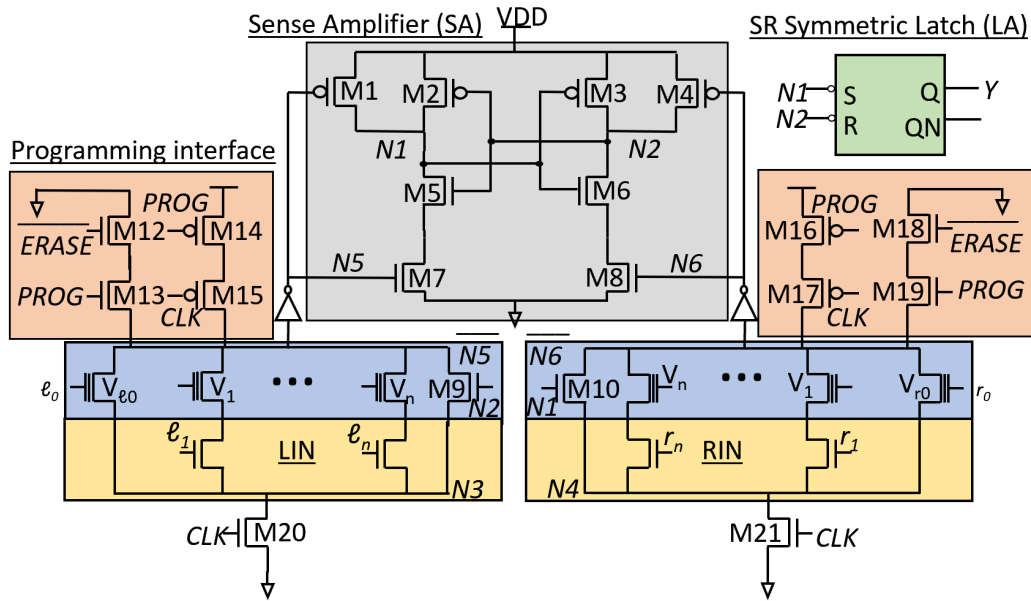 Sense Amplifier (SA)
VDD
SR Symmetric Latch (LA)
M1
M2
M3
M4
N1
S
Q
Y
N2
R
QN
N1
N2
Programming interface
M5
M6
PROG
M12
M14
ERASE
PROG
M16
M18
ERASE
N5
M7
M8
N6
PROG
M13
M15
CLK
M17
M19
PROG
CLK
N5
N6
ℓ0
Vℓ0
V1
Vn
M9
N2
M10
N1
Vn
V1
Vr0
r0
ℓ1
LIN
ℓn
rn
RIN
r1
N3
N4
CLK
M20
M21
CLK